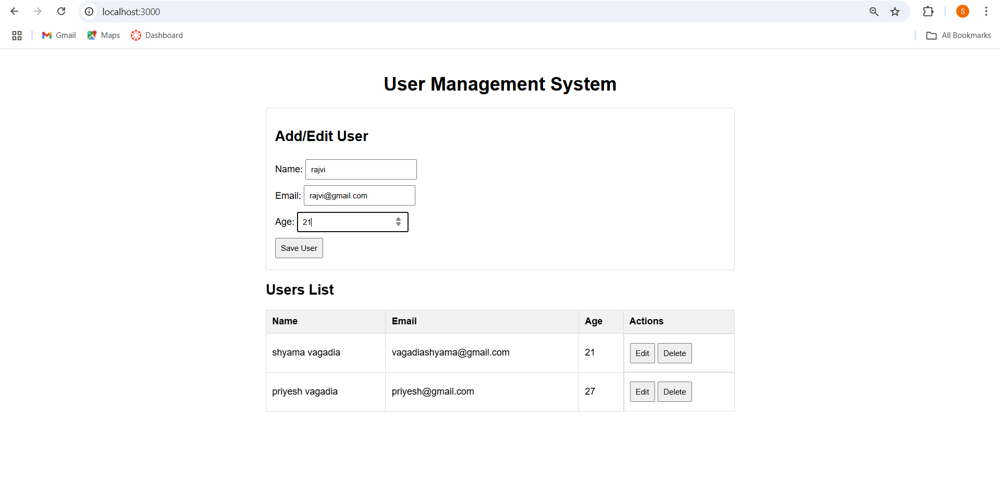 localhost:3000
S
Gmail Maps Dashboard All Bookmarks
User Management System
Add/Edit User
Name: rajvi
Email: rajvi@gmail.com
Age: 21
Save User
Users List
Name Email Age Actions
shyama vagadia vagadiashyama@gmail.com 21 Edit Delete
priyesh vagadia priyesh@gmail.com 27 Edit Delete